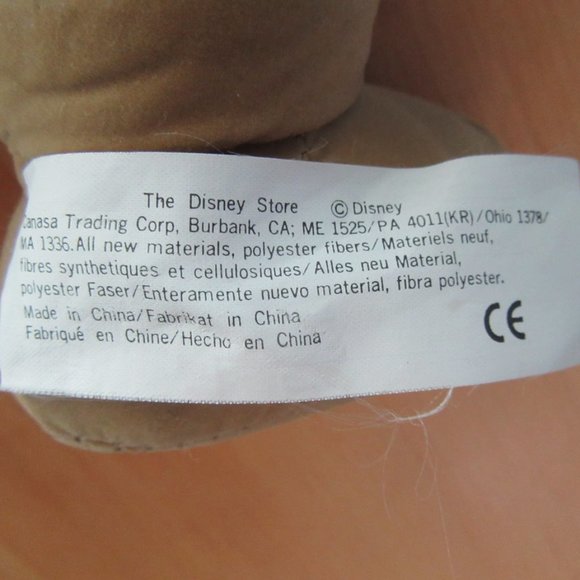 The Disney Store © Disney
Canasa Trading Corp, Burbank, CA; ME 1525/PA 4011(KR)/Ohio 1378/
MA 1336.All new materials, polyester fibers/Materiels neuf,
fibres synthetiques et cellulosiques/Alles neu Material,
polyester Faser/Enteramente nuevo material, fibra polyester.
Made in China/Fabrikat in China
Fabriqué en Chine/Hecho en China
CE